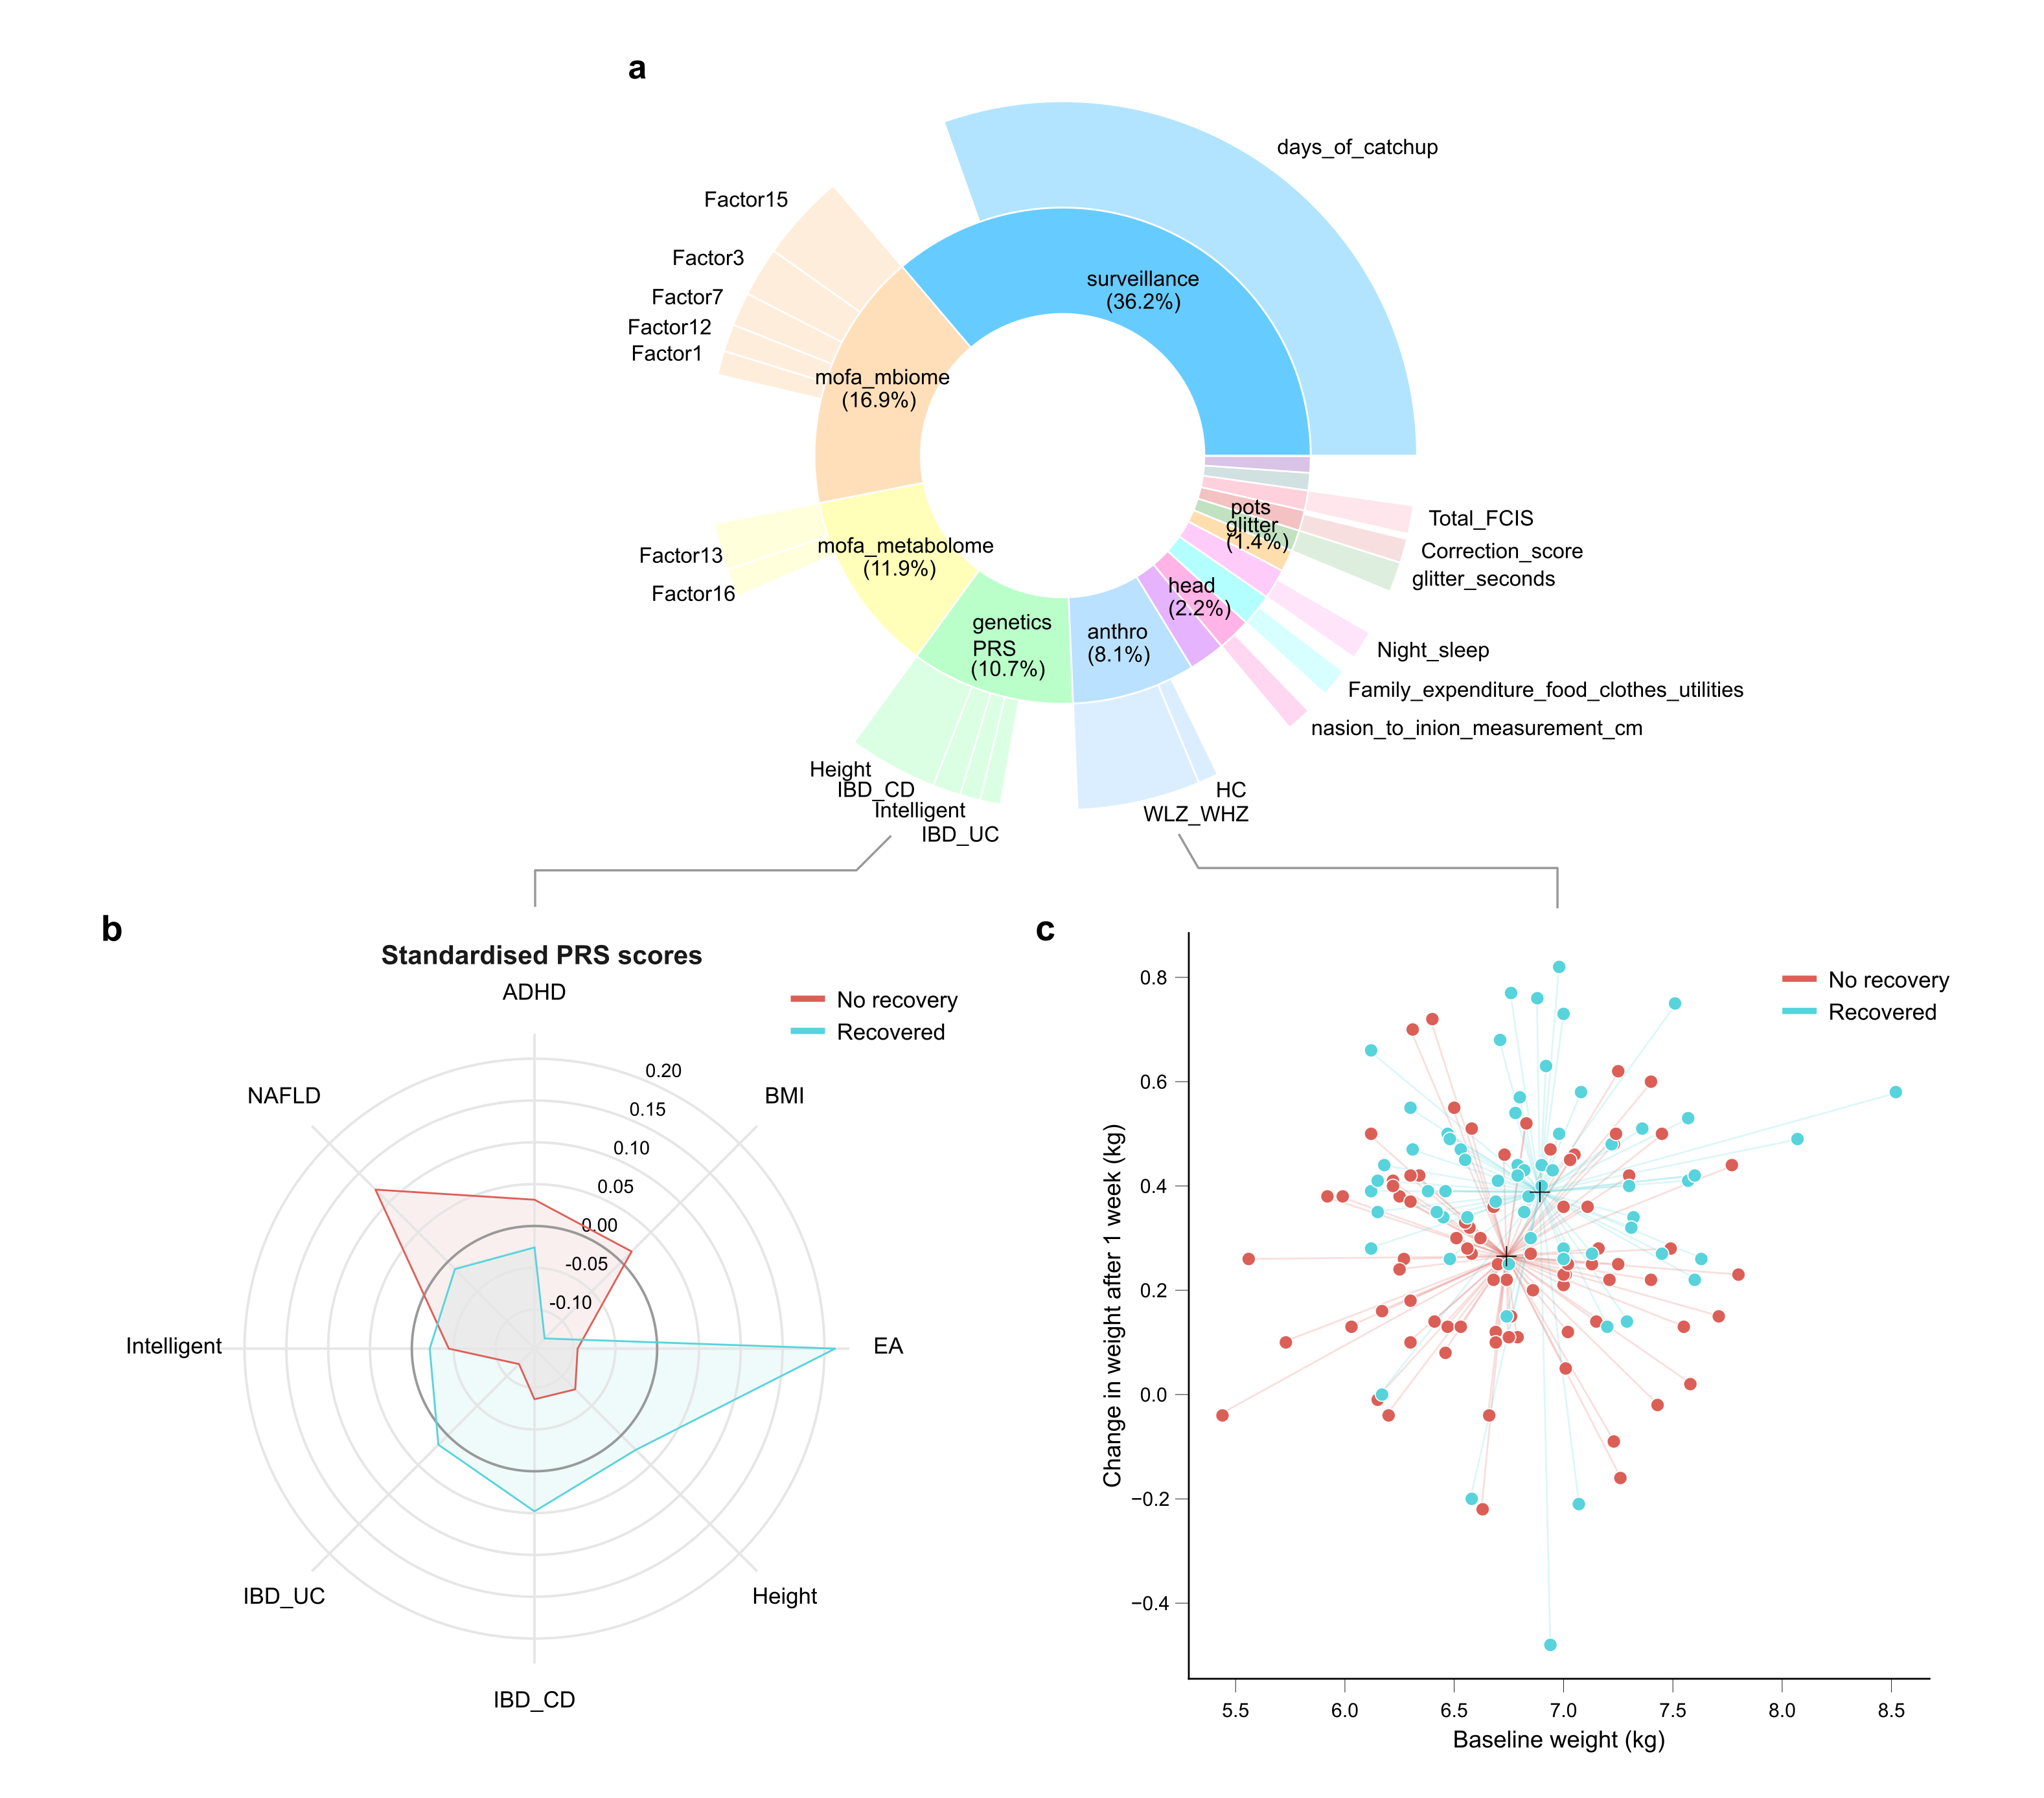 a
days_of_catchup
Factor15
Factor3
Factor7
Factor12
Factor1
surveillance
(36.2%)
mofa_mbiome
(16.9%)
mofa_metabolome
(11.9%)
Factor13
Factor16
genetics
PRS
(10.7%)
anthro
(8.1%)
head
(2.2%)
pots
glitter
(1.4%)
Total_FCIS
Correction_score
glitter_seconds
Night_sleep
Family_expenditure_food_clothes_utilities
nasion_to_inion_measurement_cm
Height
IBD_CD
Intelligent
IBD_UC
HC
WLZ_WHZ
b
Standardised PRS scores
No recovery
Recovered
ADHD
BMI
EA
Height
IBD_CD
IBD_UC
Intelligent
NAFLD
0.20
0.15
0.10
0.05
0.00
-0.05
-0.10
c
No recovery
Recovered
Change in weight after 1 week (kg)
0.8
0.6
0.4
0.2
0.0
−0.2
−0.4
5.5
6.0
6.5
7.0
7.5
8.0
8.5
Baseline weight (kg)